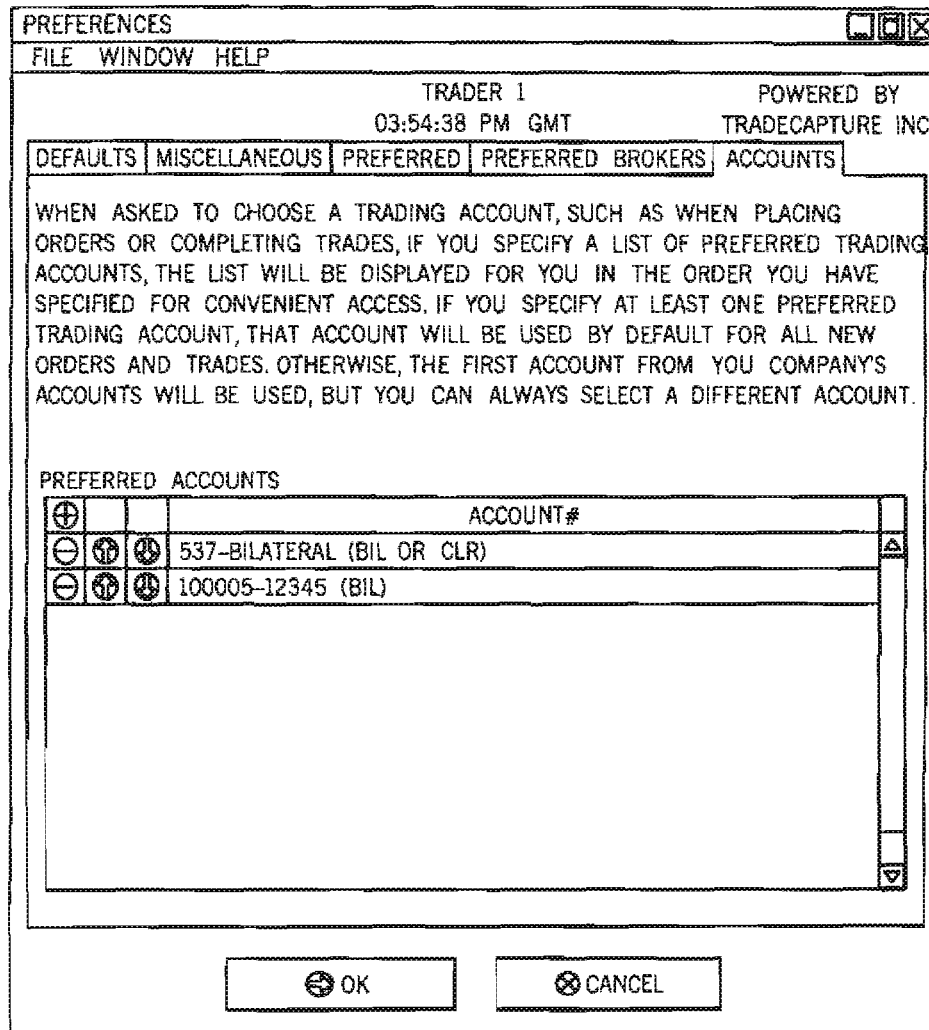 PREFERENCES
FILE WINDOW HELP
TRADER 1
03:54:38 PM GMT
POWERED BY
TRADECAPTURE INC
DEFAULTS MISCELLANEOUS PREFERRED PREFERRED BROKERS ACCOUNTS
WHEN ASKED TO CHOOSE A TRADING ACCOUNT, SUCH AS WHEN PLACING
ORDERS OR COMPLETING TRADES, IF YOU SPECIFY A LIST OF PREFERRED TRADING
ACCOUNTS, THE LIST WILL BE DISPLAYED FOR YOU IN THE ORDER YOU HAVE
SPECIFIED FOR CONVENIENT ACCESS. IF YOU SPECIFY AT LEAST ONE PREFERRED
TRADING ACCOUNT, THAT ACCOUNT WILL BE USED BY DEFAULT FOR ALL NEW
ORDERS AND TRADES. OTHERWISE, THE FIRST ACCOUNT FROM YOU COMPANY'S
ACCOUNTS WILL BE USED, BUT YOU CAN ALWAYS SELECT A DIFFERENT ACCOUNT.
PREFERRED ACCOUNTS
ACCOUNT#
537-BILATERAL (BIL OR CLR)
100005-12345 (BIL)
OK
CANCEL